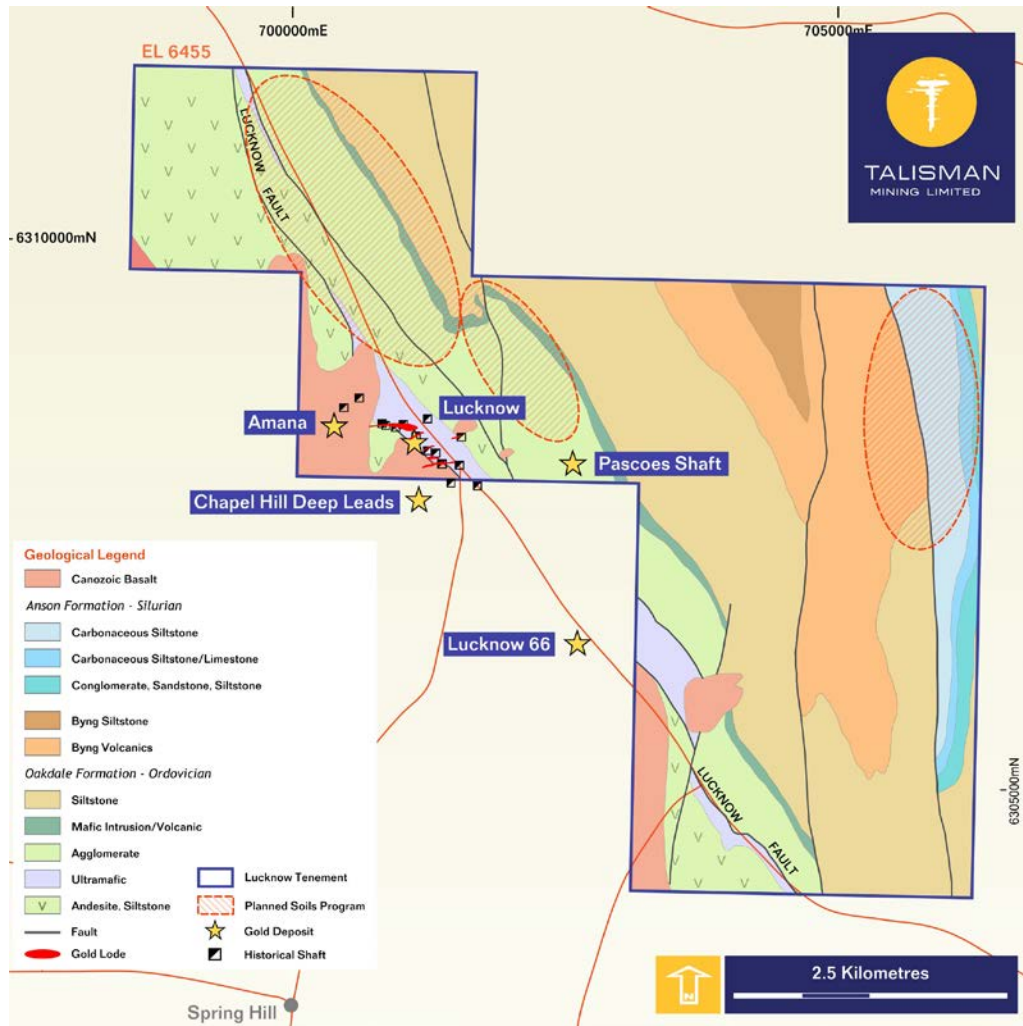 700000mE
705000mE
EL 6455
TALISMAN
MINING LIMITED
LUCKNOW
FAULT
6310000mN
Lucknow
Amana
Pascoes Shaft
Chapel Hill Deep Leads
Lucknow 66
LUCKNOW
FAULT
6305000mN
Geological Legend
Canozoic Basalt
Anson Formation - Silurian
Carbonaceous Siltstone
Carbonaceous Siltstone/Limestone
Conglomerate, Sandstone, Siltstone
Byng Siltstone
Byng Volcanics
Oakdale Formation - Ordovician
Siltstone
Mafic Intrusion/Volcanic
Agglomerate
Ultramafic
V Andesite, Siltstone
Fault
Gold Lode
Lucknow Tenement
Planned Soils Program
Gold Deposit
Historical Shaft
N
2.5 Kilometres
Spring Hill